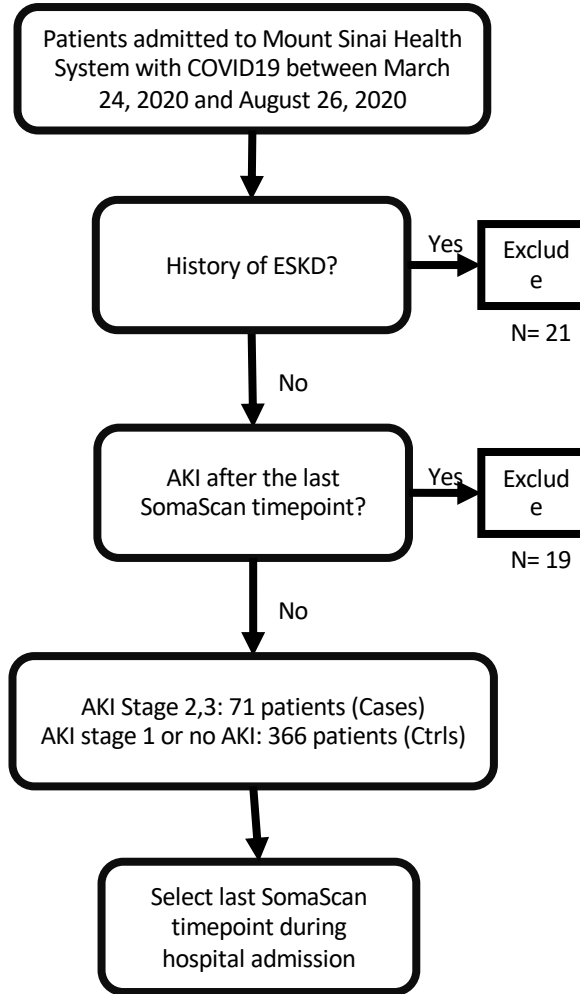 Patients admitted to Mount Sinai Health
System with COVID19 between March
24, 2020 and August 26, 2020
History of ESKD?
Yes
Exclud
e
N= 21
No
AKI after the last
SomaScan timepoint?
Yes
Exclud
e
N= 19
No
AKI Stage 2,3: 71 patients (Cases)
AKI stage 1 or no AKI: 366 patients (Ctrls)
Select last SomaScan
timepoint during
hospital admission